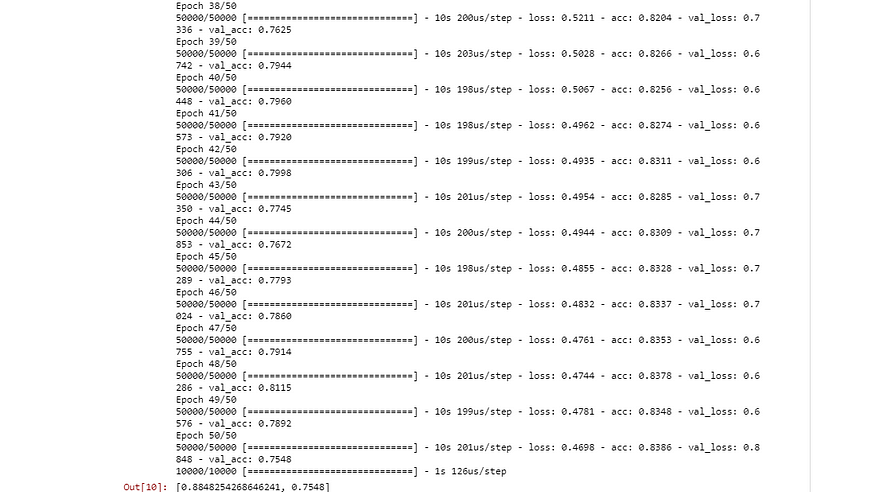 Epoch 38/50
50000/50000 [==============================] - 10s 200us/step - loss: 0.5211 - acc: 0.8204 - val_loss: 0.7
336 - val_acc: 0.7625
Epoch 39/50
50000/50000 [==============================] - 10s 203us/step - loss: 0.5028 - acc: 0.8266 - val_loss: 0.6
742 - val_acc: 0.7944
Epoch 40/50
50000/50000 [==============================] - 10s 198us/step - loss: 0.5067 - acc: 0.8256 - val_loss: 0.6
448 - val_acc: 0.7960
Epoch 41/50
50000/50000 [==============================] - 10s 198us/step - loss: 0.4962 - acc: 0.8274 - val_loss: 0.6
573 - val_acc: 0.7920
Epoch 42/50
50000/50000 [==============================] - 10s 199us/step - loss: 0.4935 - acc: 0.8311 - val_loss: 0.6
306 - val_acc: 0.7998
Epoch 43/50
50000/50000 [==============================] - 10s 201us/step - loss: 0.4954 - acc: 0.8285 - val_loss: 0.7
350 - val_acc: 0.7745
Epoch 44/50
50000/50000 [==============================] - 10s 200us/step - loss: 0.4944 - acc: 0.8309 - val_loss: 0.7
853 - val_acc: 0.7672
Epoch 45/50
50000/50000 [==============================] - 10s 198us/step - loss: 0.4855 - acc: 0.8328 - val_loss: 0.7
289 - val_acc: 0.7793
Epoch 46/50
50000/50000 [==============================] - 10s 201us/step - loss: 0.4832 - acc: 0.8337 - val_loss: 0.7
024 - val_acc: 0.7860
Epoch 47/50
50000/50000 [==============================] - 10s 200us/step - loss: 0.4761 - acc: 0.8353 - val_loss: 0.6
755 - val_acc: 0.7914
Epoch 48/50
50000/50000 [==============================] - 10s 201us/step - loss: 0.4744 - acc: 0.8378 - val_loss: 0.6
286 - val_acc: 0.8115
Epoch 49/50
50000/50000 [==============================] - 10s 199us/step - loss: 0.4781 - acc: 0.8348 - val_loss: 0.6
576 - val_acc: 0.7892
Epoch 50/50
50000/50000 [==============================] - 10s 201us/step - loss: 0.4698 - acc: 0.8386 - val_loss: 0.8
848 - val_acc: 0.7548
10000/10000 [==============================] - 1s 126us/step
Out[10]: [0.8848254268646241, 0.7548]